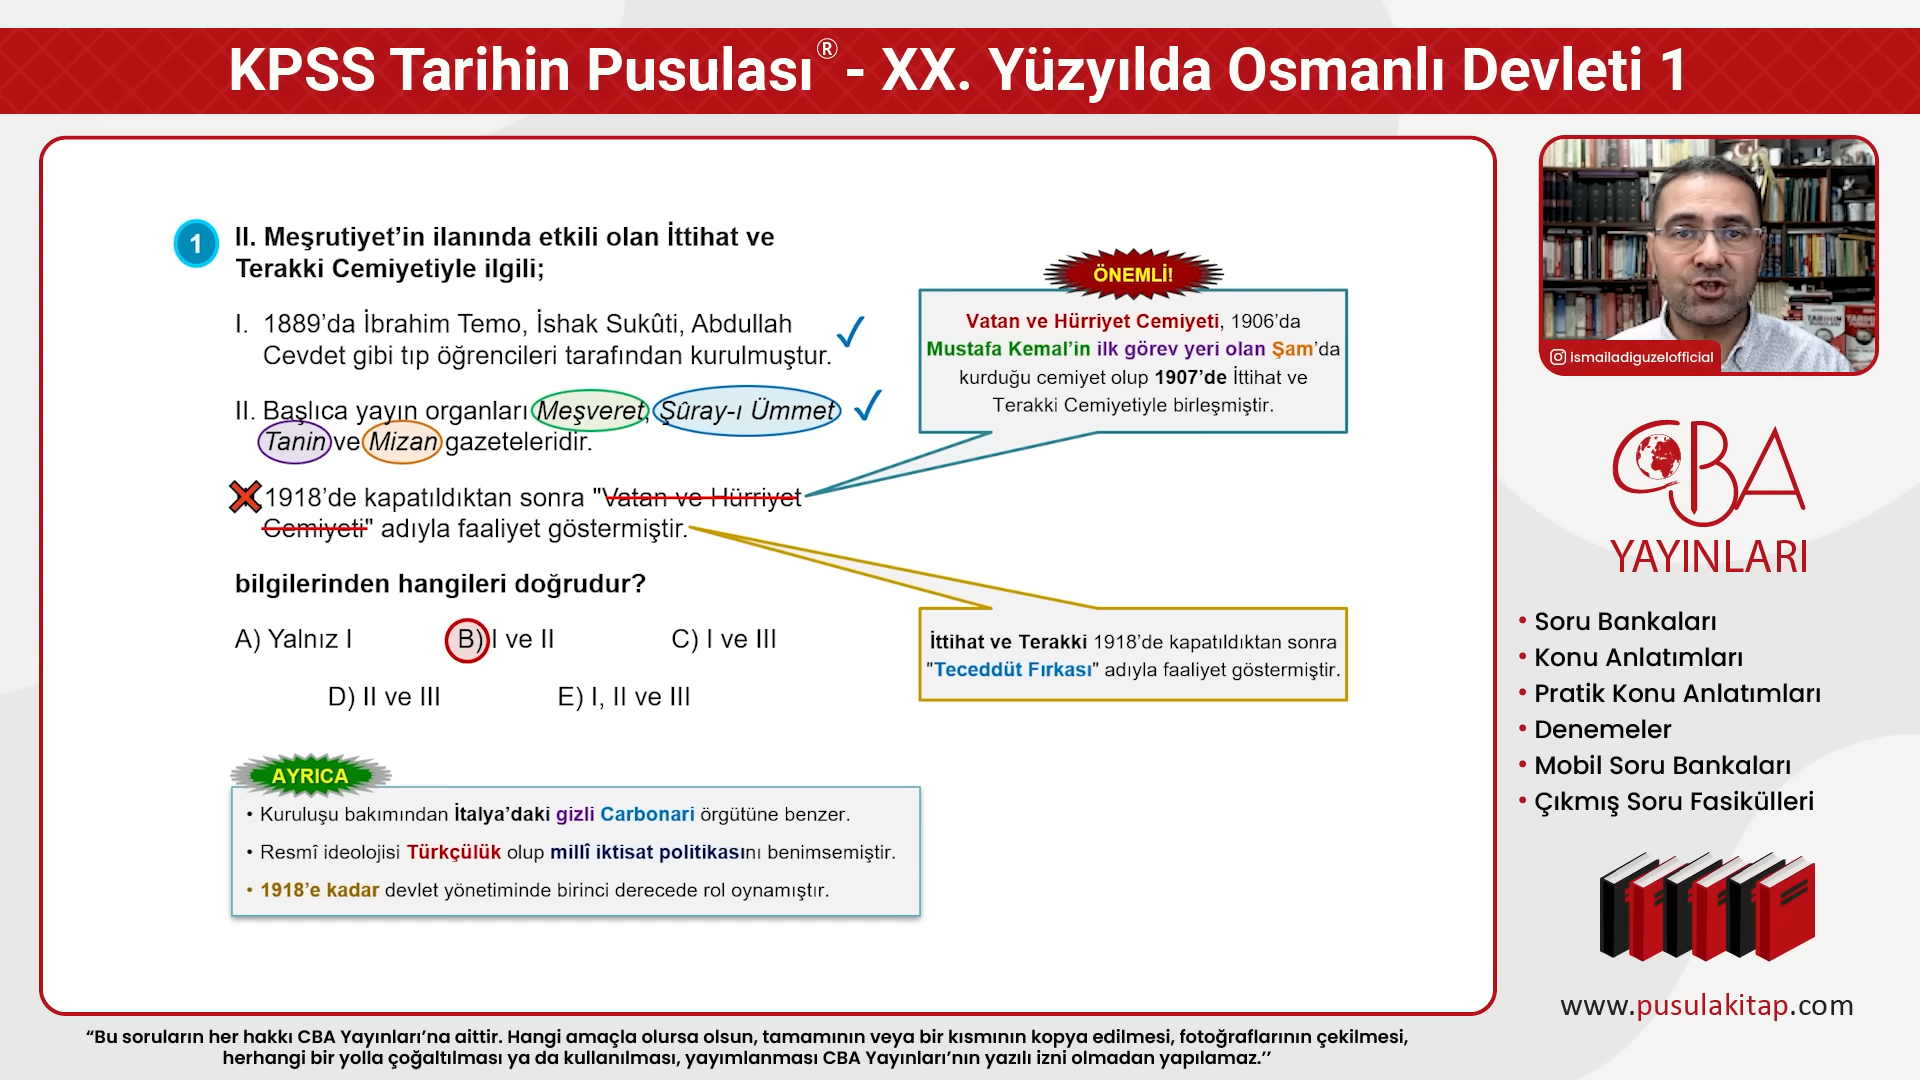 KPSS Tarihin Pusulası® - XX. Yüzyılda Osmanlı Devleti 1
1
II. Meşrutiyet’in ilanında etkili olan İttihat ve
Terakki Cemiyetiyle ilgili;
I. 1889’da İbrahim Temo, İshak Sukûti, Abdullah
Cevdet gibi tıp öğrencileri tarafından kurulmuştur.
II. Başlıca yayın organları Meşveret, Şûray-ı Ümmet
Tanin ve Mizan gazeteleridir.
1918’de kapatıldıktan sonra "Vatan ve Hürriyet
Cemiyeti" adıyla faaliyet göstermiştir.
bilgilerinden hangileri doğrudur?
A) Yalnız I
B) I ve II
C) I ve III
D) II ve III
E) I, II ve III
ÖNEMLİ!
Vatan ve Hürriyet Cemiyeti, 1906’da
Mustafa Kemal’in ilk görev yeri olan Şam’da
kurduğu cemiyet olup 1907’de İttihat ve
Terakki Cemiyetiyle birleşmiştir.
İttihat ve Terakki 1918’de kapatıldıktan sonra
"Teceddüt Fırkası" adıyla faaliyet göstermiştir.
AYRICA
• Kuruluşu bakımından İtalya’daki gizli Carbonari örgütüne benzer.
• Resmî ideolojisi Türkçülük olup millî iktisat politikasını benimsemiştir.
• 1918’e kadar devlet yönetiminde birinci derecede rol oynamıştır.
ismailadiguzelofficial
CBA
YAYINLARI
• Soru Bankaları
• Konu Anlatımları
• Pratik Konu Anlatımları
• Denemeler
• Mobil Soru Bankaları
• Çıkmış Soru Fasikülleri
www.pusulakitap.com
“Bu soruların her hakkı CBA Yayınları’na aittir. Hangi amaçla olursa olsun, tamamının veya bir kısmının kopya edilmesi, fotoğraflarının çekilmesi,
herhangi bir yolla çoğaltılması ya da kullanılması, yayımlanması CBA Yayınları’nın yazılı izni olmadan yapılamaz.’’